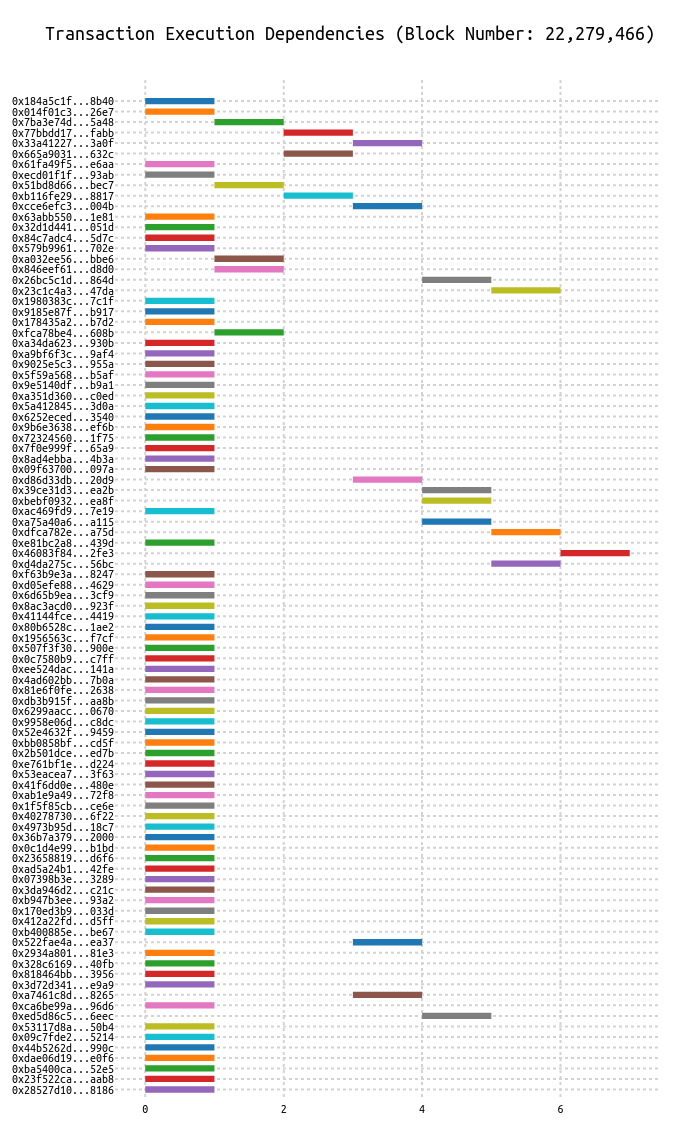 Transaction Execution Dependencies (Block Number: 22,279,466)
0x184a5c1f...8b40
0x014f01c3...26e7
0x7ba3e74d...5a48
0x77bbdd17...fabb
0x33a41227...3a0f
0x665a9031...632c
0x61fa49f5...e6aa
0xecd01f1f...93ab
0x51bd8d66...bec7
0xb116fe29...8817
0xcce6efc3...004b
0x63abb550...1e81
0x32d1d441...051d
0x84c7adc4...5d7c
0x579b9961...702e
0xa032ee56...bbe6
0x846eef61...d8d0
0x26bc5c1d...864d
0x23c1c4a3...47da
0x1980383c...7c1f
0x9185e87f...b917
0x178435a2...b7d2
0xfca78be4...608b
0xa34da623...930b
0xa9bf6f3c...9af4
0x9025e5c3...955a
0x5f59a568...b5af
0x9e5140df...b9a1
0xa351d360...c0ed
0x5a412845...3d0a
0x6252eced...3540
0x9b6e3638...ef6b
0x72324560...1f75
0x7f0e999f...65a9
0x8ad4ebba...4b3a
0x09f63700...097a
0xd86d33db...20d9
0x39ce31d3...ea2b
0xbebf0932...ea8f
0xac469fd9...7e19
0xa75a40a6...a115
0xdfca782e...a75d
0xe81bc2a8...439d
0x46083f84...2fe3
0xd4da275c...56bc
0xf63b9e3a...8247
0xd05efe88...4629
0x6d65b9ea...3cf9
0x8ac3acd0...923f
0x41144fce...4419
0x80b6528c...1ae2
0x1956563c...f7cf
0x507f3f30...900e
0x0c7580b9...c7ff
0xee524dac...141a
0x4ad602bb...7b0a
0x81e6f0fe...2638
0xdb3b915f...aa8b
0x6299aacc...0670
0x9958e06d...c8dc
0x52e4632f...9459
0xbb0858bf...cd5f
0x2b501dce...ed7b
0xe761bf1e...d224
0x53eacea7...3f63
0x41f6dd0e...480e
0xab1e9a49...72f8
0x1f5f85cb...ce6e
0x40278730...6f22
0x4973b95d...18c7
0x36b7a379...2000
0x0c1d4e99...b1bd
0x23658819...d6f6
0xad5a24b1...42fe
0x07398b3e...3289
0x3da946d2...c21c
0xb947b3ee...93a2
0x170ed3b9...033d
0x412a22fd...d5ff
0xb400885e...be67
0x522fae4a...ea37
0x2934a801...81e3
0x328c6169...40fb
0x818464bb...3956
0x3d72d341...e9a9
0xa7461c8d...8265
0xca6be99a...96d6
0xed5d86c5...6eec
0x53117d8a...50b4
0x09c7fde2...5214
0x44b5262d...990c
0xdae06d19...e0f6
0xba5400ca...52e5
0x23f522ca...aab8
0x28527d10...8186
0 2 4 6